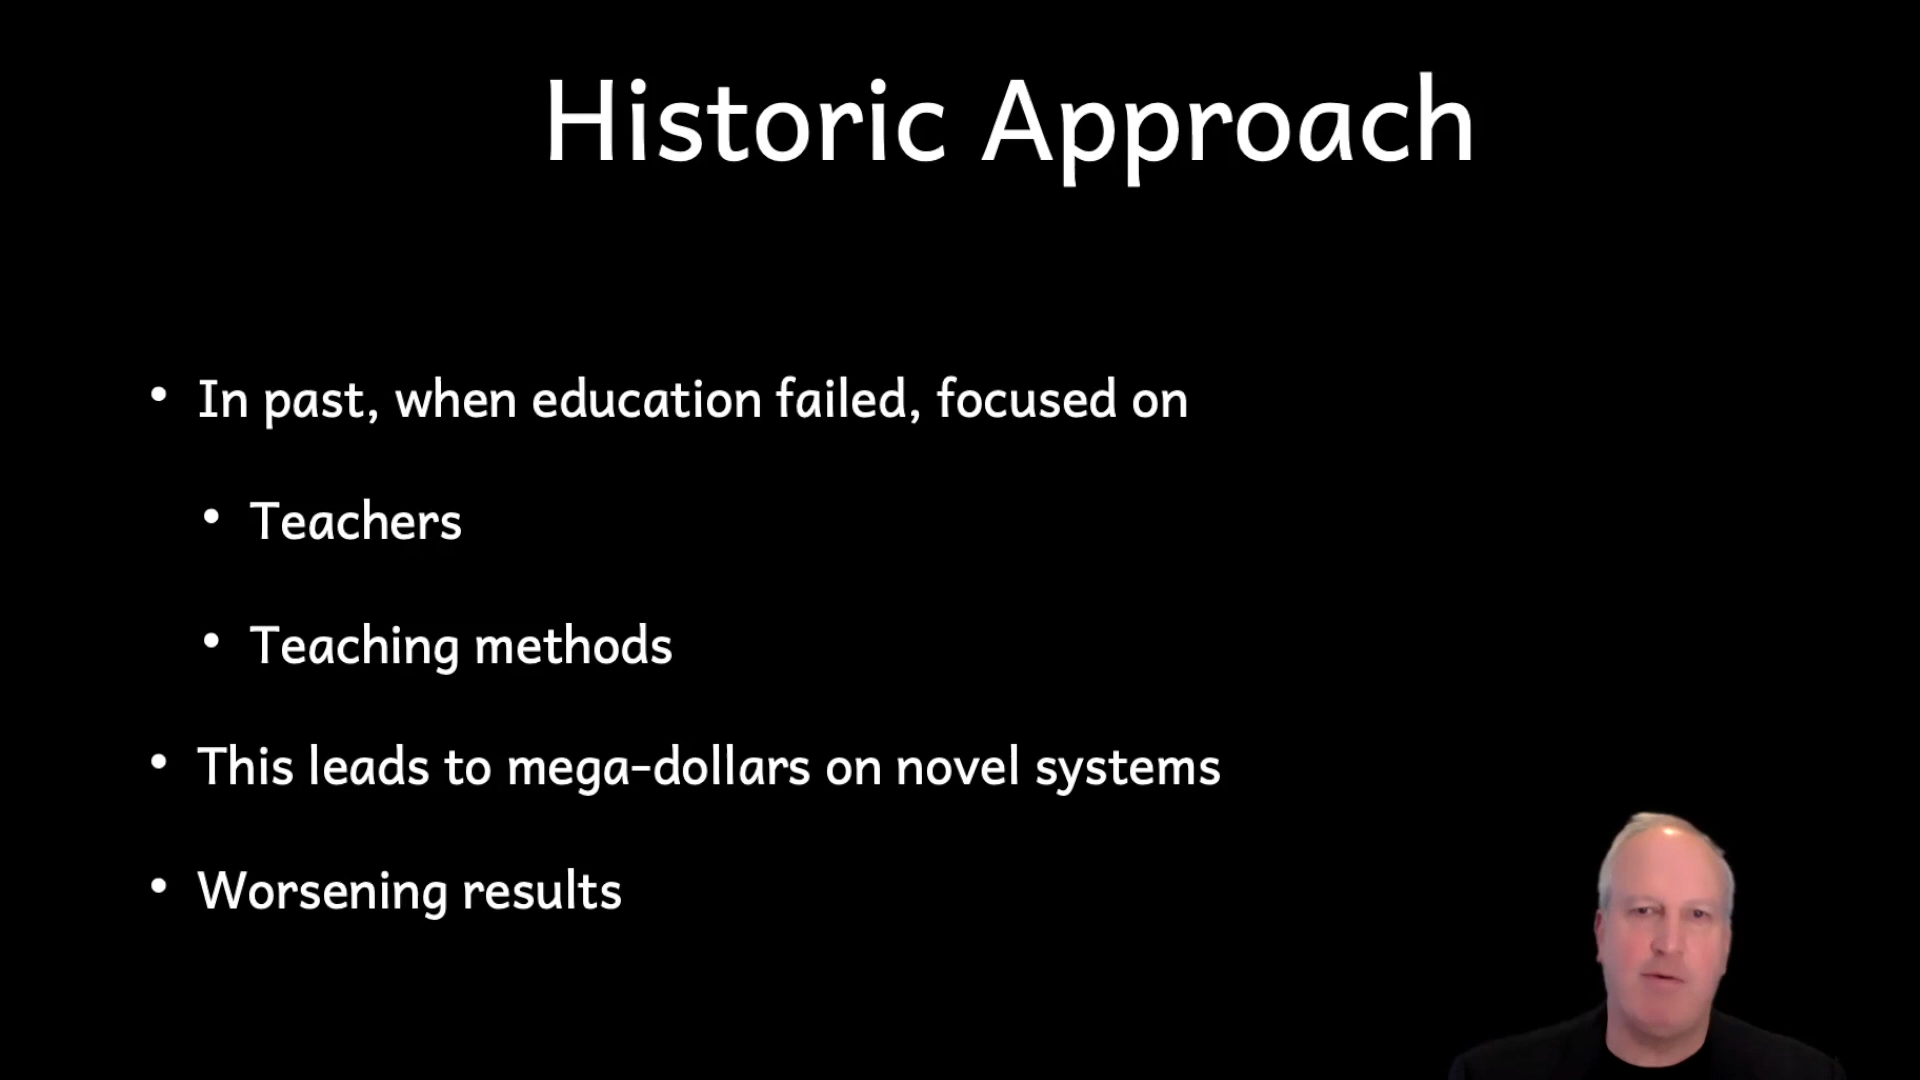 Historic Approach
• In past, when education failed, focused on
• Teachers
• Teaching methods
• This leads to mega-dollars on novel systems
• Worsening results